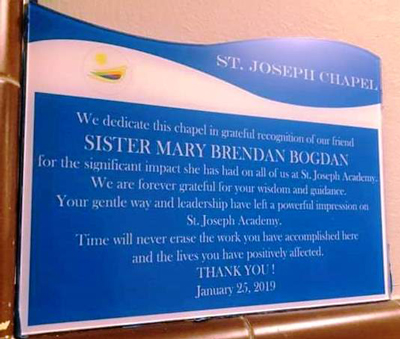 ST. JOSEPH CHAPEL
We dedicate this chapel in grateful recognition of our friend
SISTER MARY BRENDAN BOGDAN
for the significant impact she has had on all of us at St. Joseph Academy.
We are forever grateful for your wisdom and guidance.
Your gentle way and leadership have left a powerful impression on
St. Joseph Academy.
Time will never erase the work you have accomplished here
and the lives you have positively affected.
THANK YOU !
January 25, 2019